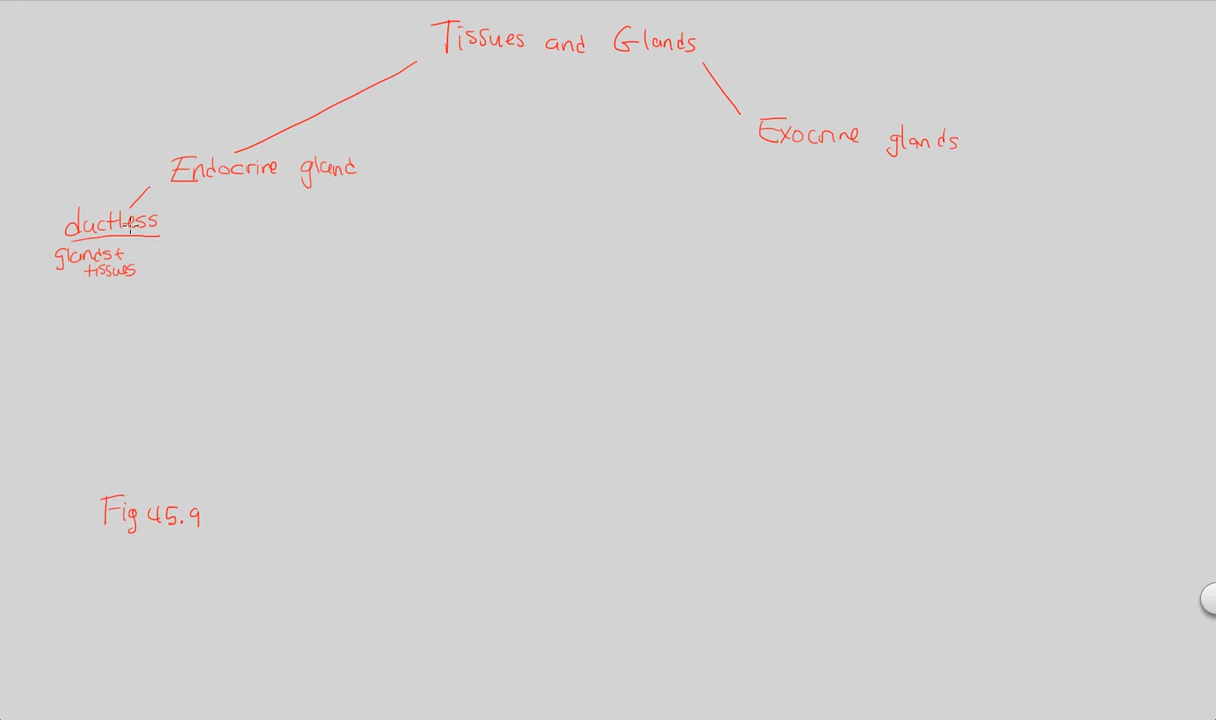 Tissues and Glands
Exocrine glands
Endocrine gland
ductless
glands +
tissues
Fig 45.9